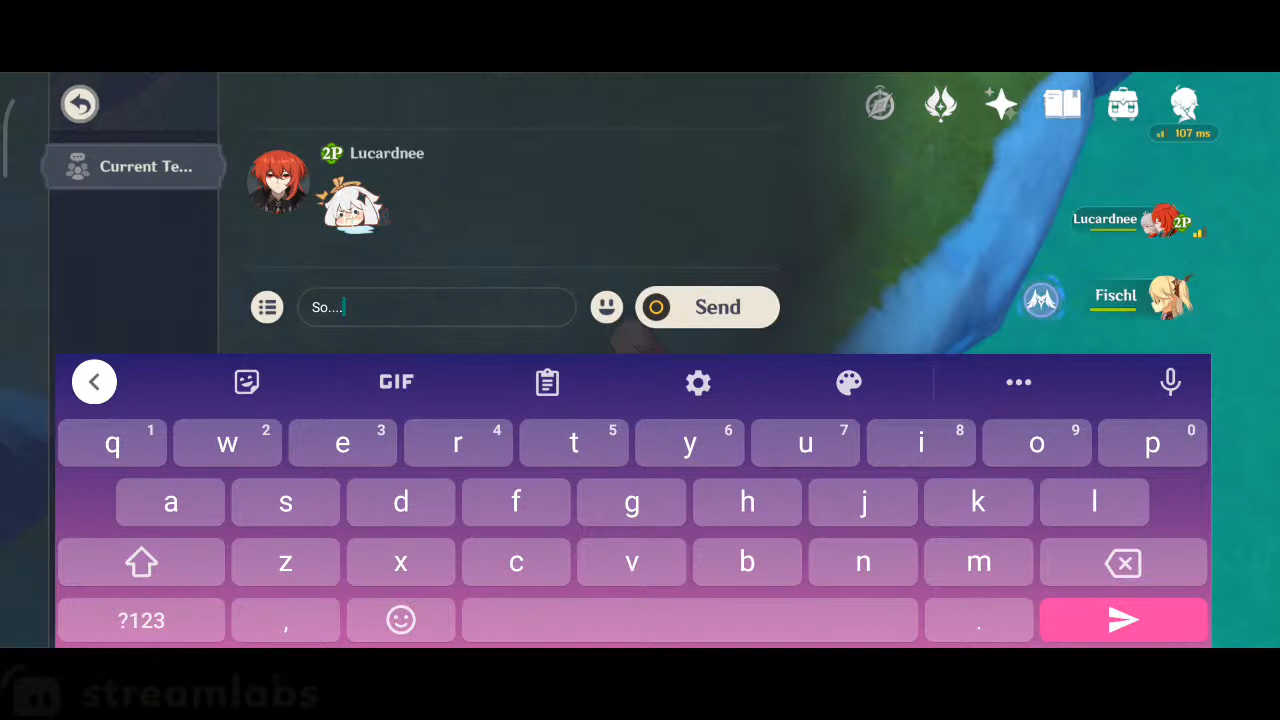 107 ms
Current Te...
2P Lucardnee
Lucardnee 2P
So....
Send
Fischl
GIF
q 1 w 2 e 3 r 4 t 5 y 6 u 7 i 8 o 9 p 0
a s d f g h j k l
z x c v b n m
?123 , .
streamlabs